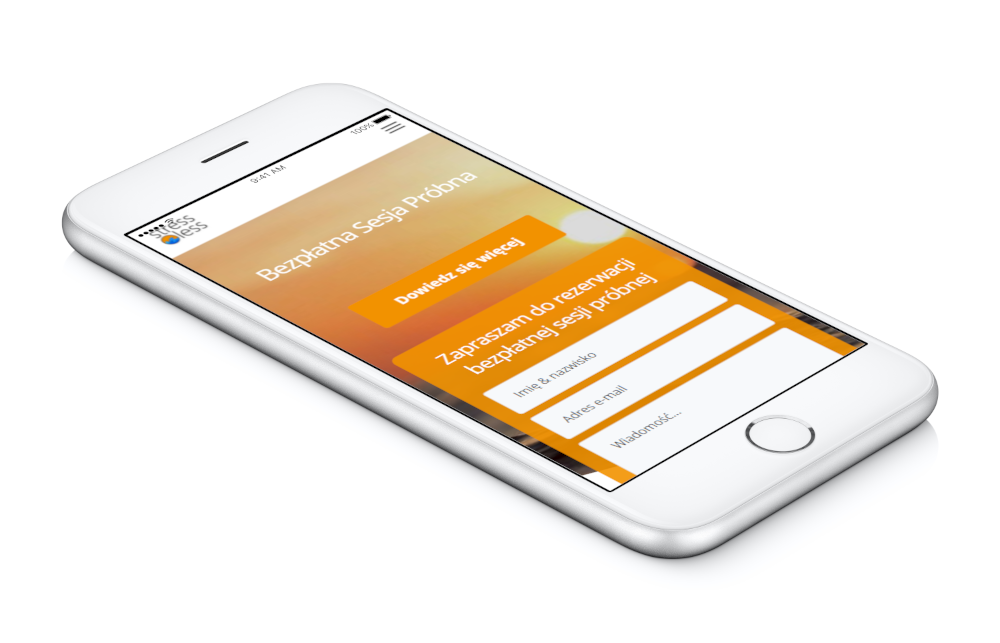 9:41 AM
100%
stress
less
Bezpłatna Sesja Próbna
Dowiedz się więcej
Zapraszam do rezerwacji
bezpłatnej sesji próbnej
Imię & nazwisko
Adres e-mail
Wiadomość...